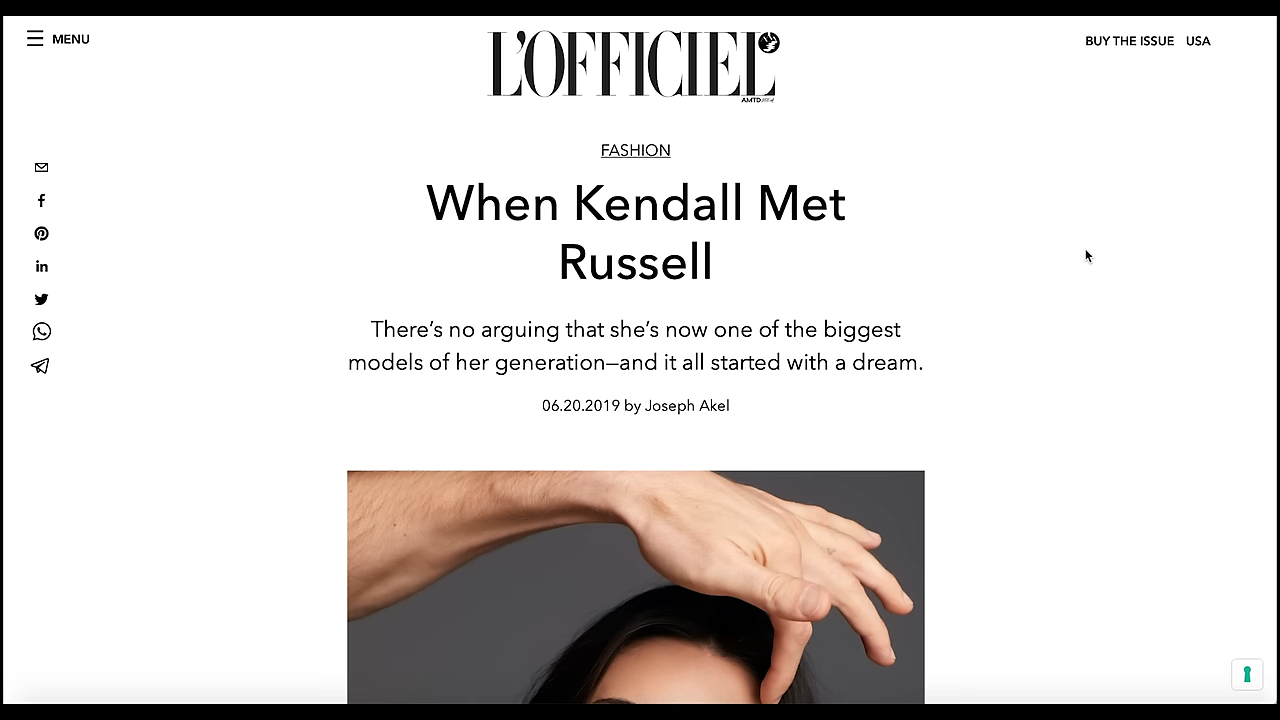 MENU
L'OFFICIEL
AMTD
BUY THE ISSUE USA
FASHION
When Kendall Met
Russell
There's no arguing that she's now one of the biggest
models of her generation—and it all started with a dream.
06.20.2019 by Joseph Akel